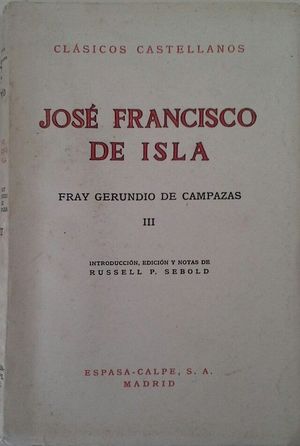 CLÁSICOS CASTELLANOS
JOSÉ FRANCISCO
DE ISLA
FRAY GERUNDIO DE CAMPAZAS
III
INTRODUCCIÓN, EDICIÓN Y NOTAS DE
RUSSELL P. SEBOLD
ESPASA-CALPE, S. A.
MADRID